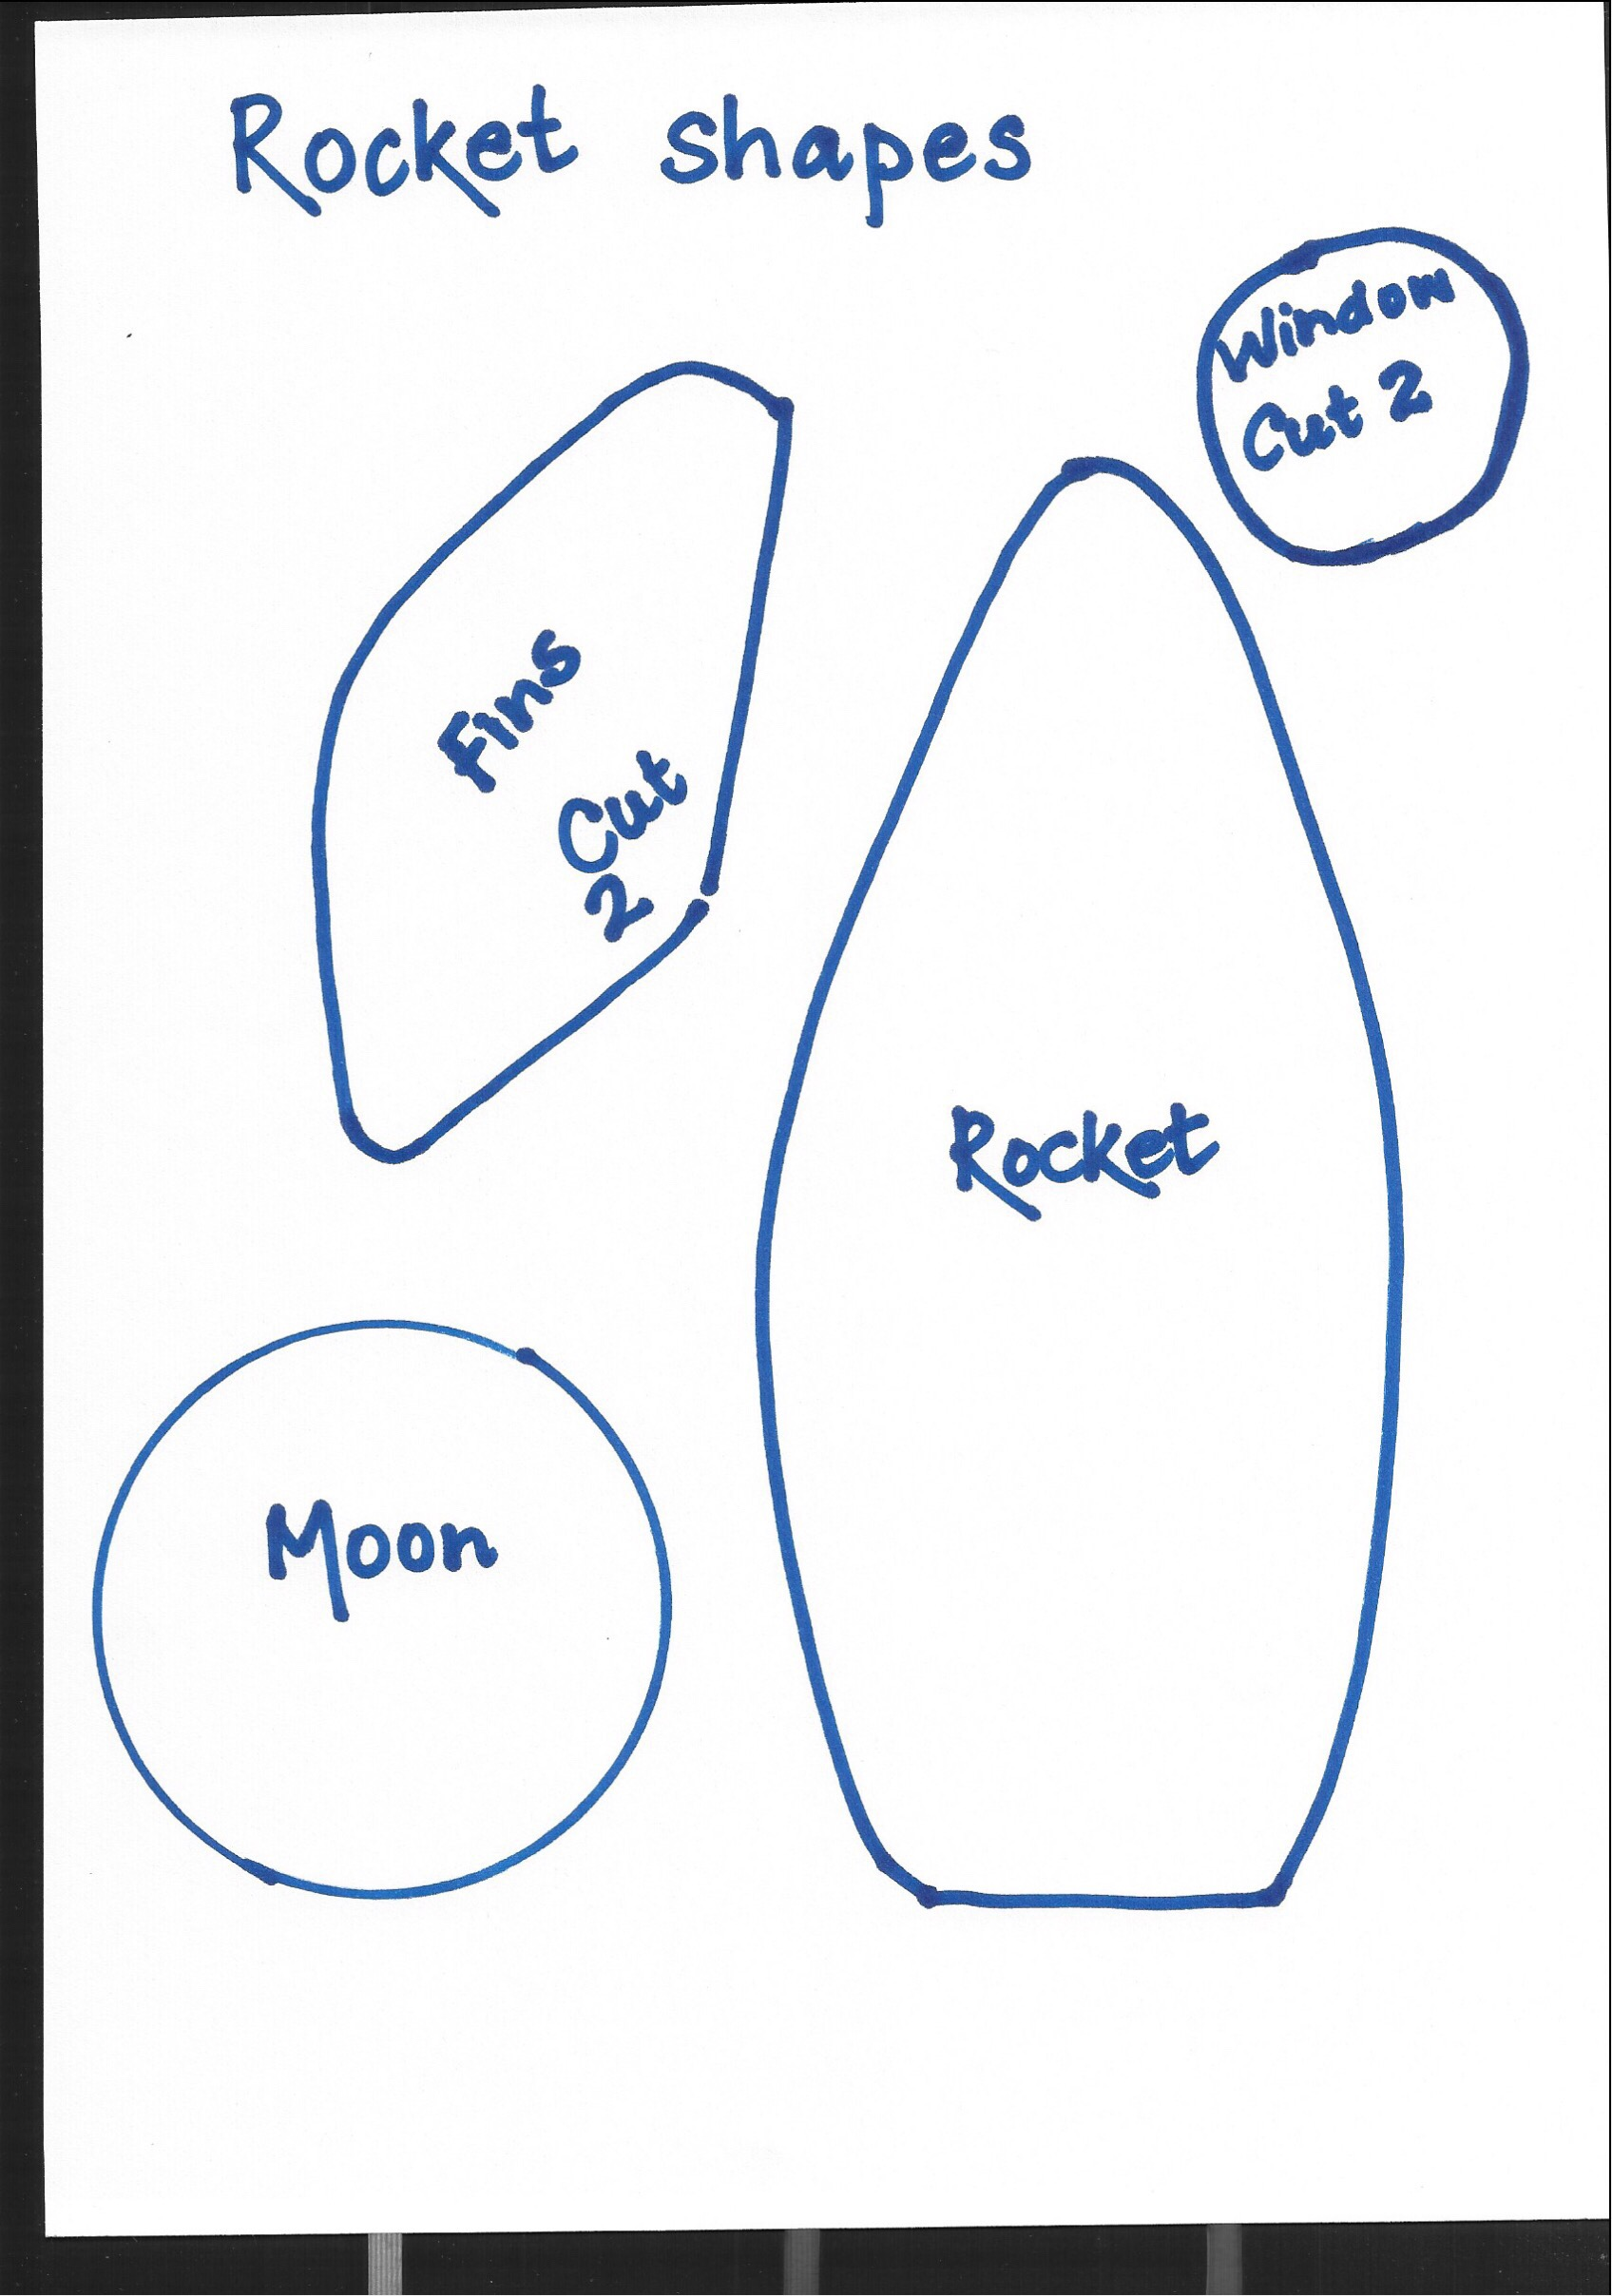 Rocket shapes
Window
Cut 2
Fins
Cut
2
Rocket
Moon